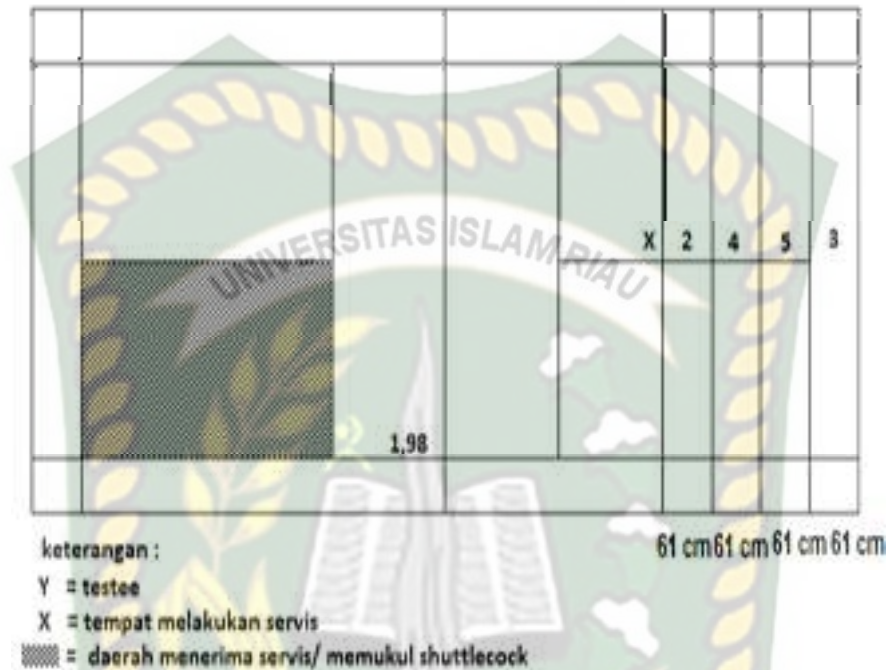 UNIVERSITAS ISLAM RIAU
X 2 4 5 3
1,98
61 cm 61 cm 61 cm 61 cm
keterangan :
Y = testee
X = tempat melakukan servis
= daerah menerima servis/ memukul shuttlecock